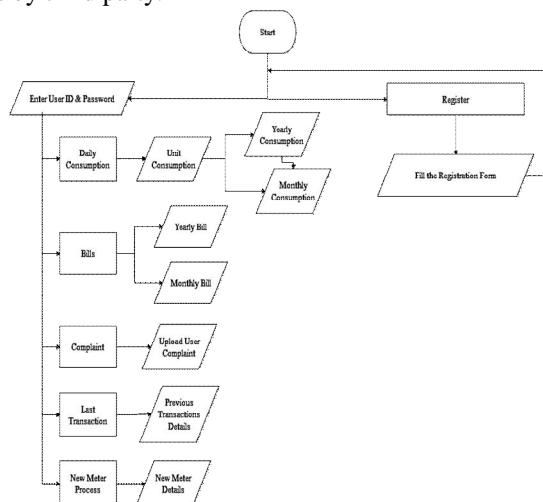 party.
Start
Enter User ID & Password
Register
Daily
Consumption
Unit
Consumption
Yearly
Consumption
Monthly
Consumption
Fill the Registration Form
Bills
Yearly Bill
Monthly Bill
Complaint
Upload User
Complaint
Last
Transaction
Previous
Transactions
Details
New Meter
Process
New Meter
Details